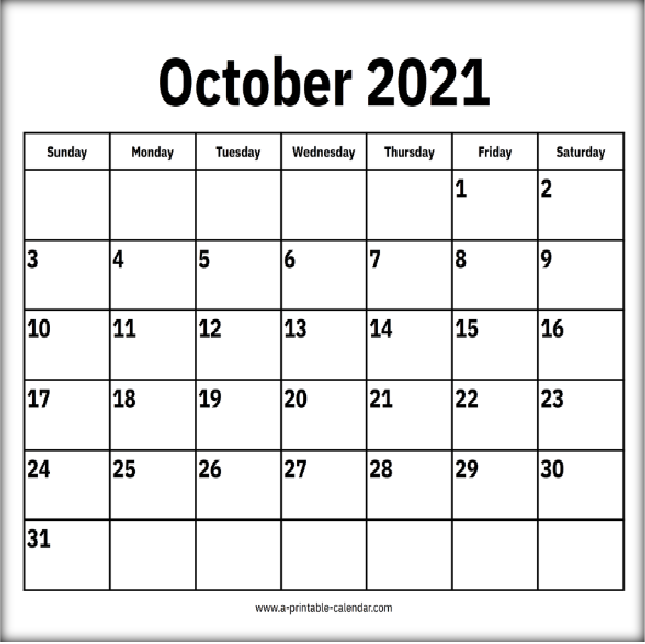 October 2021
Sunday Monday Tuesday Wednesday Thursday Friday Saturday
1 2
3 4 5 6 7 8 9
10 11 12 13 14 15 16
17 18 19 20 21 22 23
24 25 26 27 28 29 30
31
www.a-printable-calendar.com